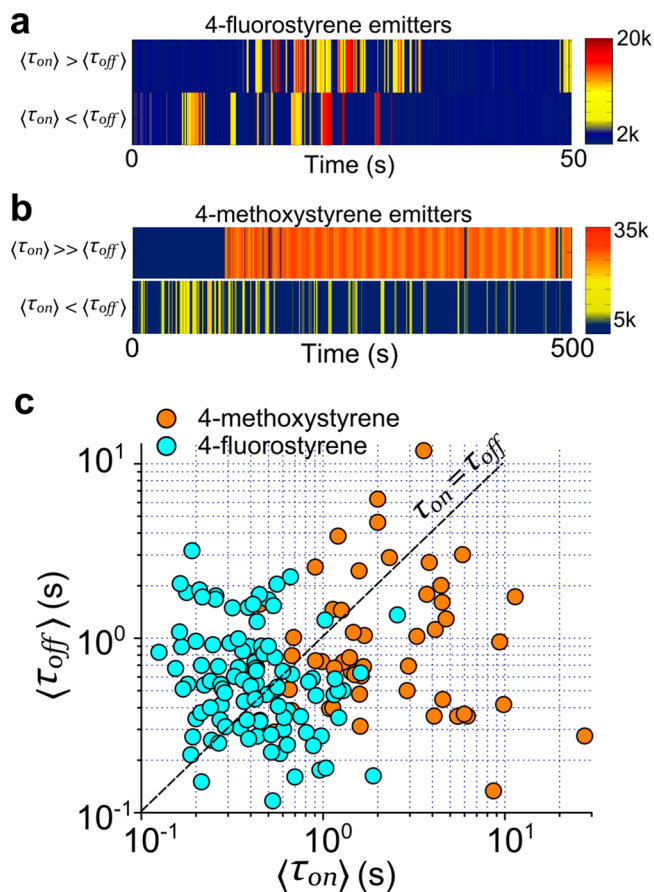 a
4-fluorostyrene emitters
⟨τon⟩ > ⟨τoff⟩
⟨τon⟩ < ⟨τoff⟩
20k
2k
0
Time (s)
50
b
4-methoxystyrene emitters
⟨τon⟩ >> ⟨τoff⟩
⟨τon⟩ < ⟨τoff⟩
35k
5k
0
Time (s)
500
c
4-methoxystyrene
4-fluorostyrene
τon = τoff
10¹
10⁰
10⁻¹
⟨τoff⟩ (s)
10⁻¹
10⁰
10¹
⟨τon⟩ (s)